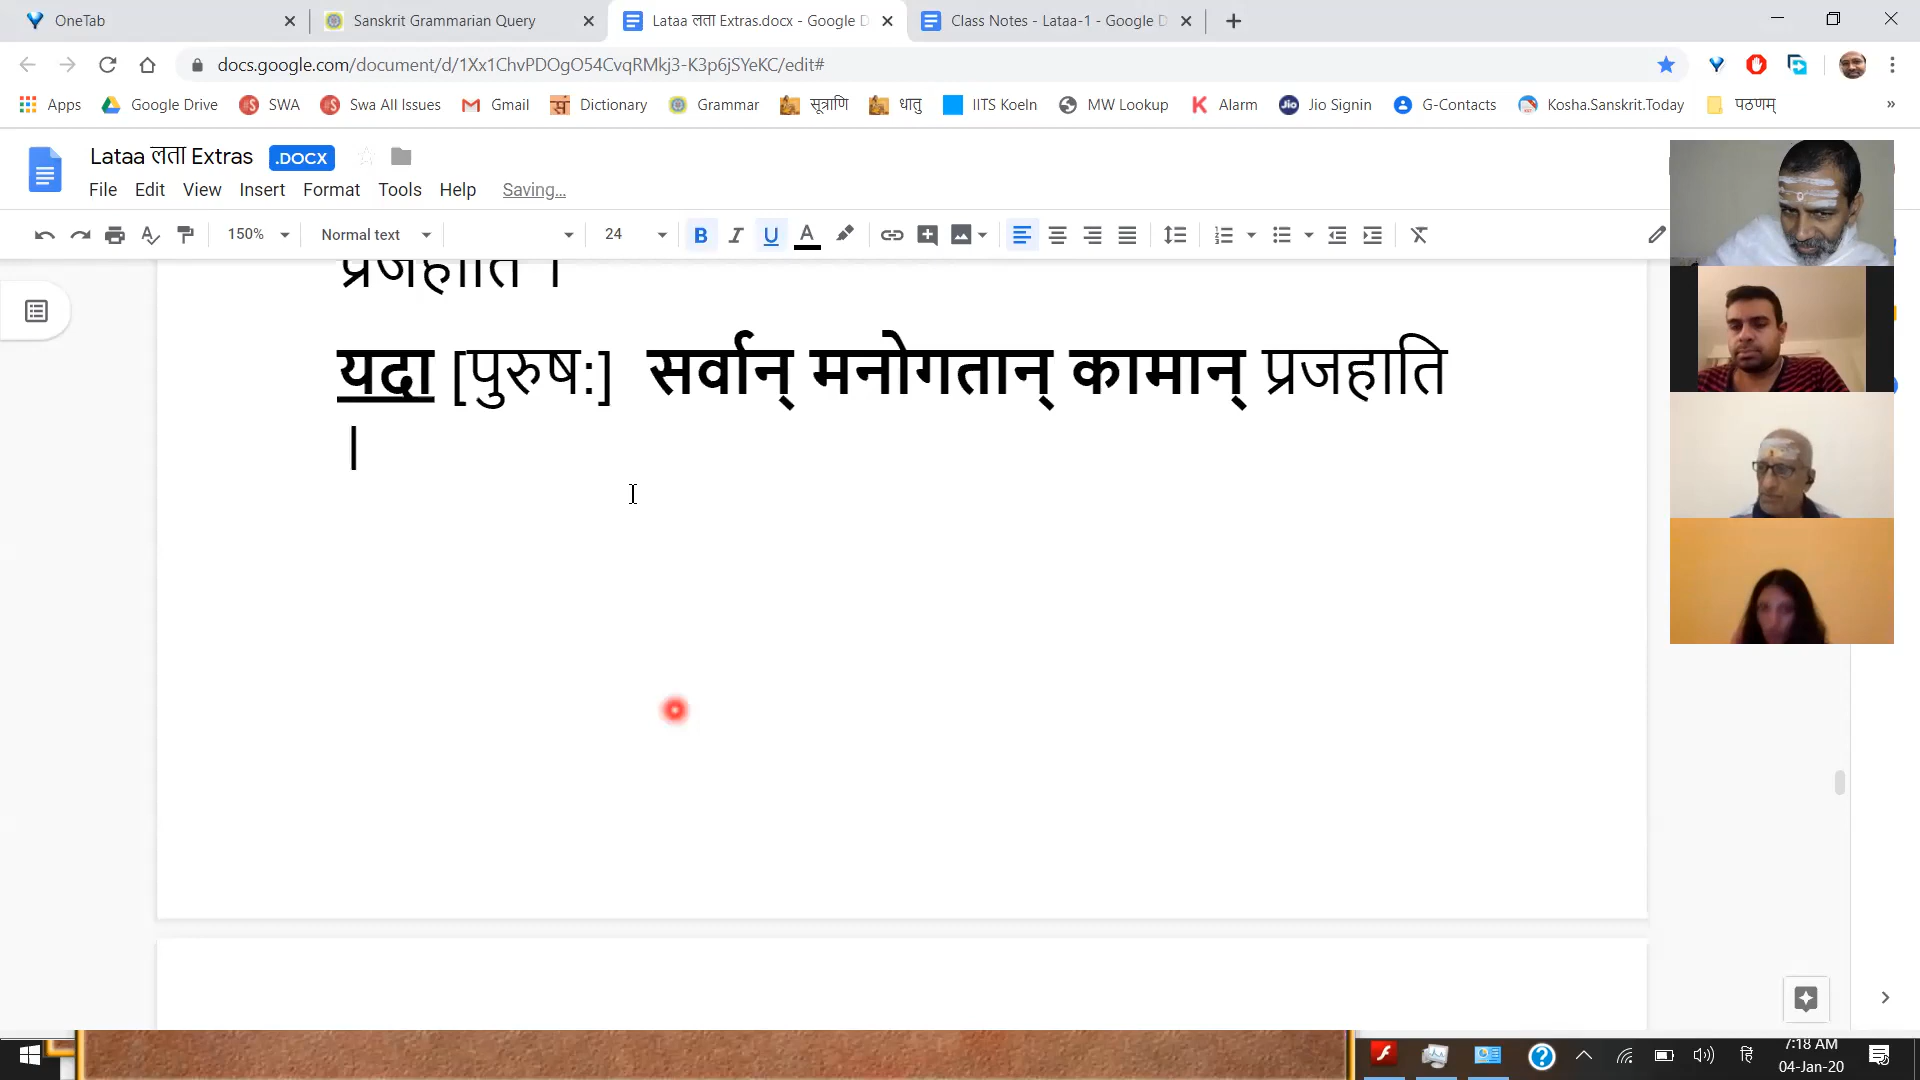 OneTab
Sanskrit Grammarian Query
Lataa लता Extras.docx - Google D
Class Notes - Lataa-1 - Google D
docs.google.com/document/d/1Xx1ChvPDOgO54CvqRMkj3-K3p6jSYeKC/edit#
Apps Google Drive SWA Swa All Issues Gmail Dictionary Grammar सूत्राणि धातु IITS Koeln MW Lookup Alarm Jio Signin G-Contacts Kosha.Sanskrit.Today पठणम् »
Lataa लता Extras .DOCX
File Edit View Insert Format Tools Help Saving...
150% Normal text 24 B I U A
प्रजहाति ।
यदा [पुरुष:] सर्वान् मनोगतान् कामान् प्रजहाति
।
हि
7:18 AM
04-Jan-20